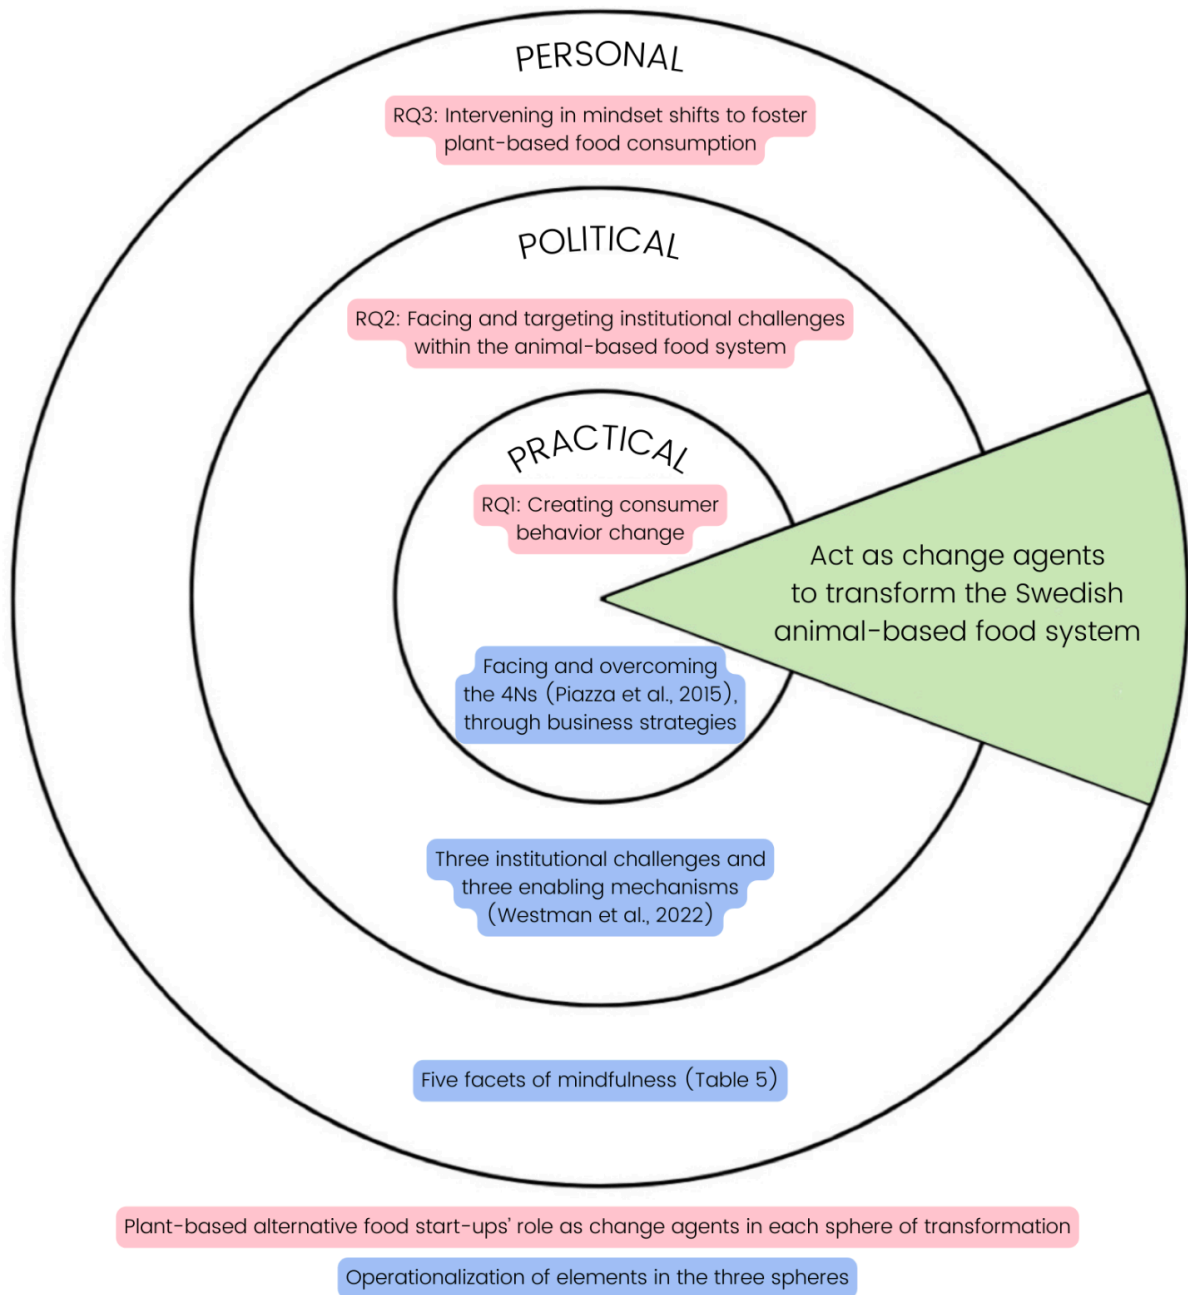 PERSONAL
RQ3: Intervening in mindset shifts to foster
plant-based food consumption
POLITICAL
RQ2: Facing and targeting institutional challenges
within the animal-based food system
PRACTICAL
RQ1: Creating consumer
behavior change
Act as change agents
to transform the Swedish
animal-based food system
Facing and overcoming
the 4Ns (Piazza et al., 2015),
through business strategies
Three institutional challenges and
three enabling mechanisms
(Westman et al., 2022)
Five facets of mindfulness (Table 5)
Plant-based alternative food start-ups' role as change agents in each sphere of transformation
Operationalization of elements in the three spheres